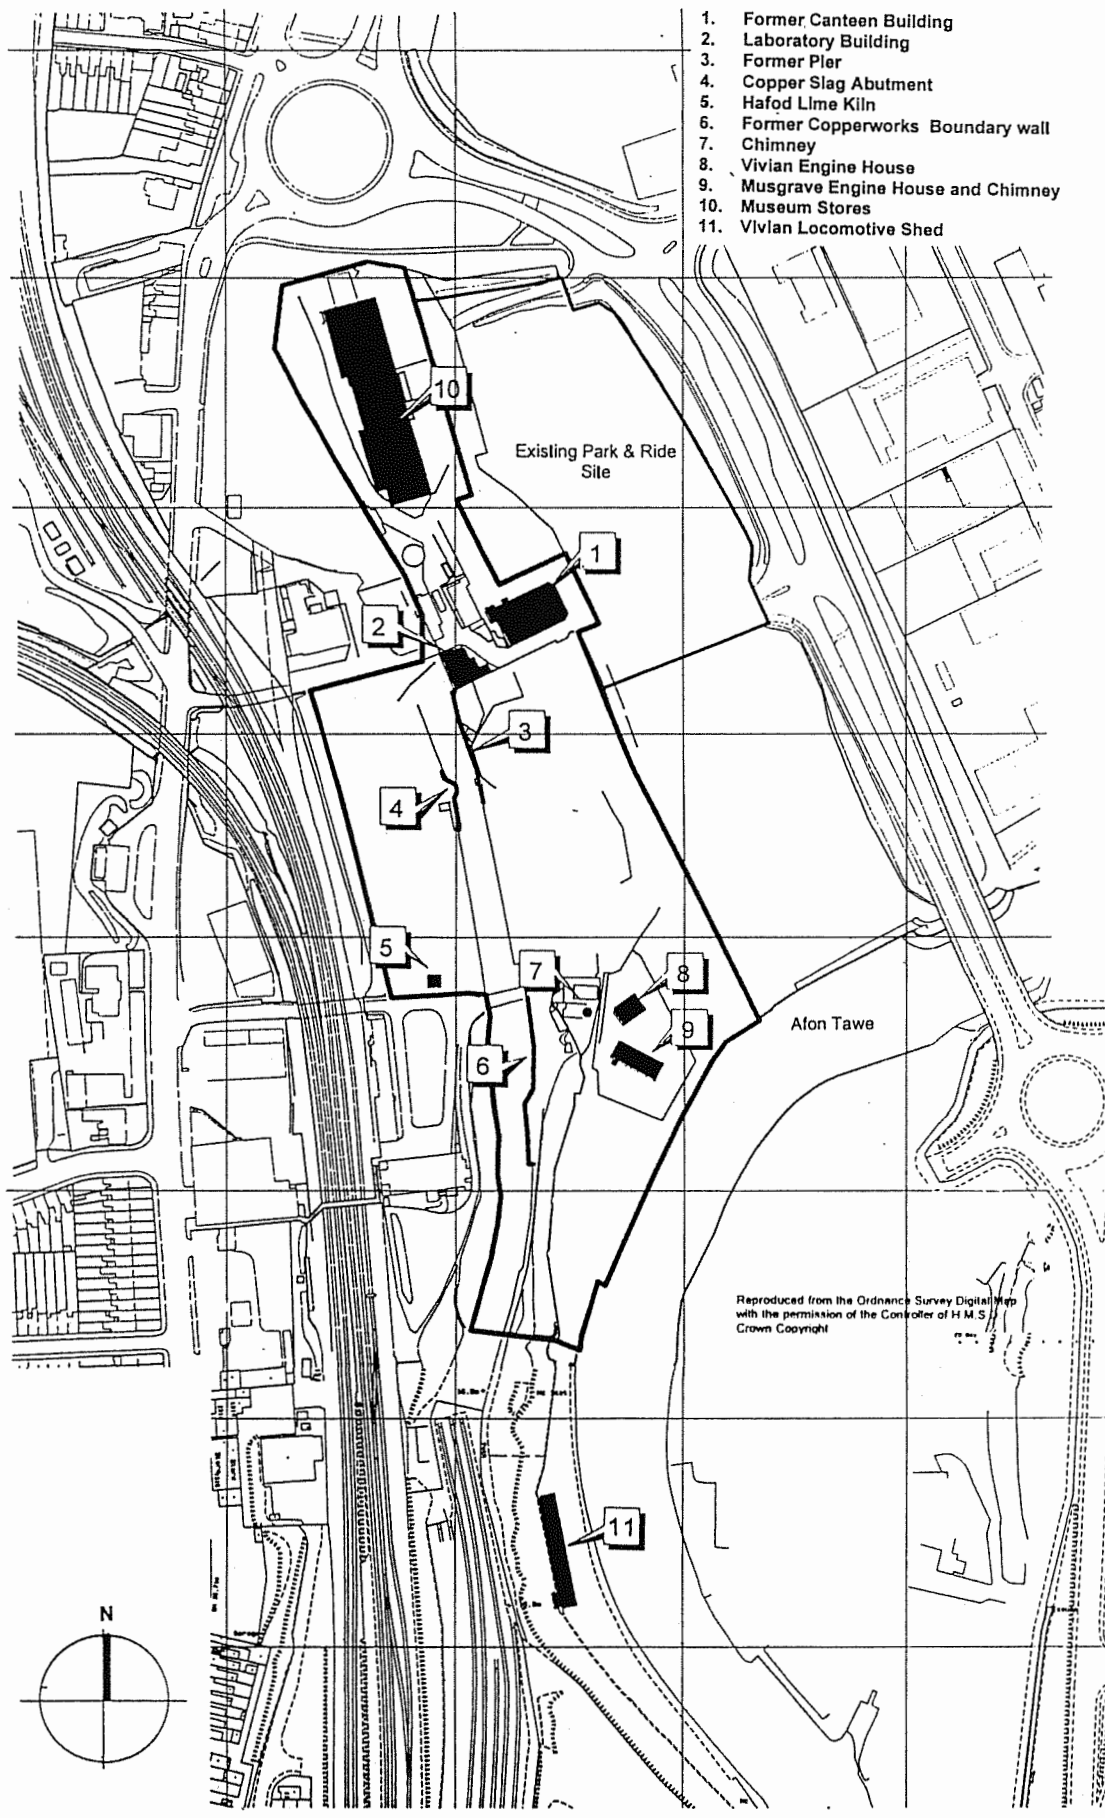 1. Former Canteen Building
2. Laboratory Building
3. Former Pier
4. Copper Slag Abutment
5. Hafod Lime Kiln
6. Former Copperworks Boundary wall
7. Chimney
8. Vivian Engine House
9. Musgrave Engine House and Chimney
10. Museum Stores
11. Vivian Locomotive Shed
10
Existing Park & Ride
Site
1
2
3
4
5
7
8
9
Afon Tawe
6
Reproduced from the Ordnance Survey Digital Map
with the permission of the Controller of H.M.S
Crown Copyright
11
N